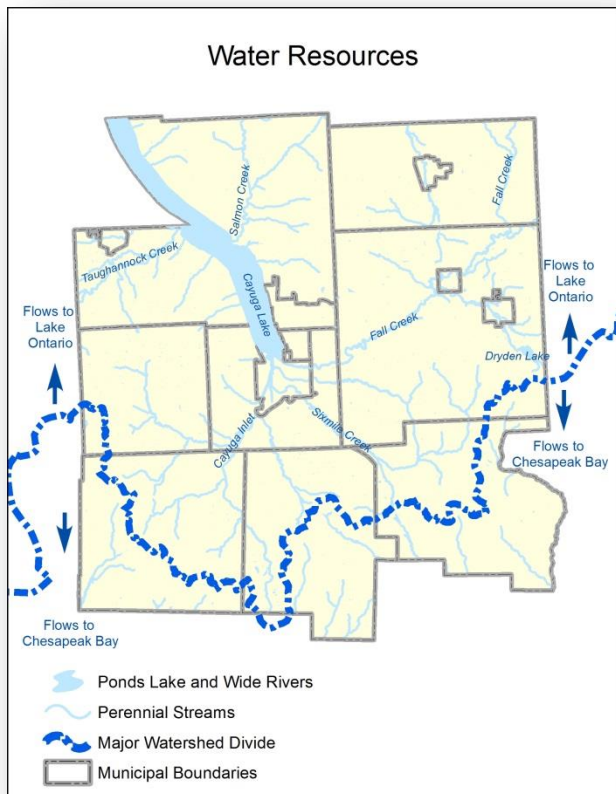 Water Resources
Salmon Creek
Fall Creek
Taughannock Creek
Cayuga Lake
Flows to
Lake
Ontario
Flows to
Lake
Ontario
Fall Creek
Dryden Lake
Cayuga Inlet
Sixmile Creek
Flows to
Chesapeak Bay
Flows to
Chesapeak Bay
Ponds Lake and Wide Rivers
Perennial Streams
Major Watershed Divide
Municipal Boundaries